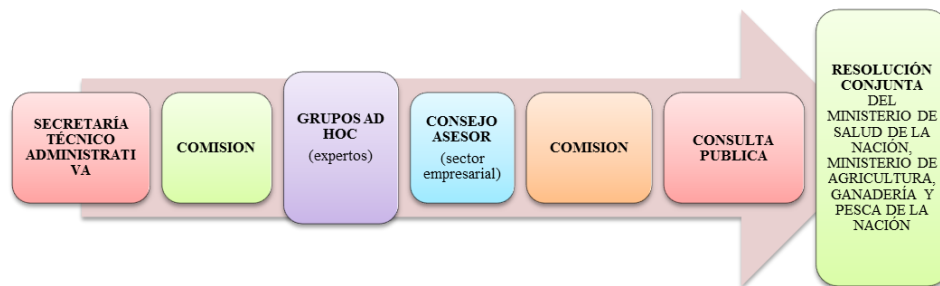 SECRETARÍA
TÉCNICO
ADMINISTRATI
VA
COMISION
GRUPOS AD
HOC
(expertos)
CONSEJO
ASESOR
(sector
empresarial)
COMISION
CONSULTA
PUBLICA
RESOLUCIÓN
CONJUNTA
DEL
MINISTERIO DE
SALUD DE LA
NACIÓN,
MINISTERIO DE
AGRICULTURA,
GANADERÍA Y
PESCA DE LA
NACIÓN